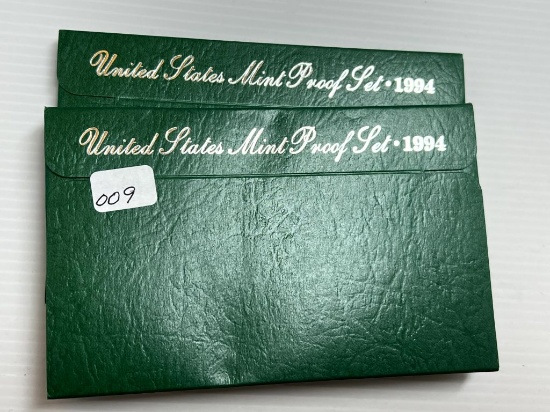 United States Mint Proof Set • 1994
United States Mint Proof Set • 1994
009